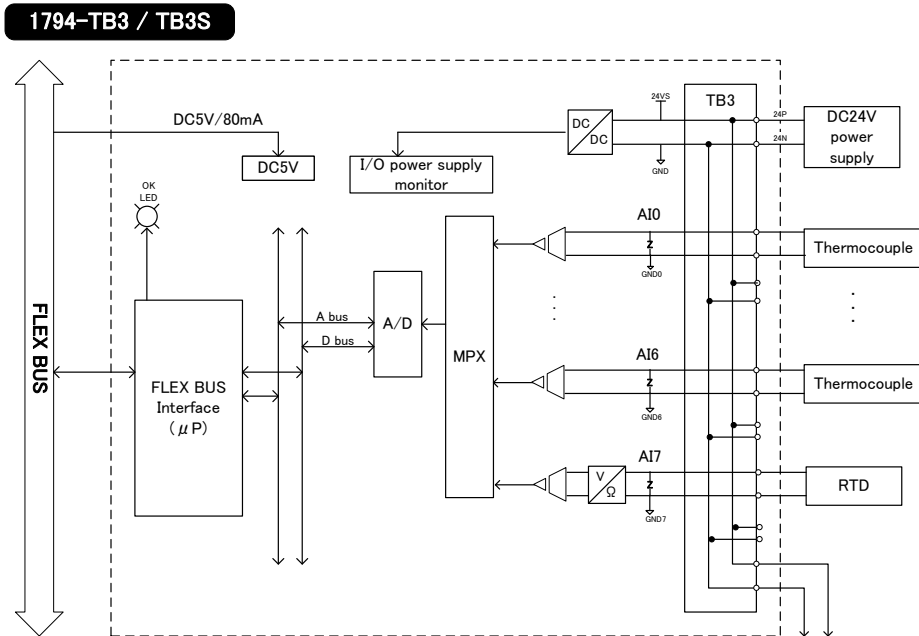 1794-TB3 / TB3S
FLEX BUS
DC5V/80mA
DC5V
OK
LED
I/O power supply
monitor
DC
DC
24VS
GND
TB3
24P
24N
DC24V
power
supply
AI0
GND0
Thermocouple
FLEX BUS
Interface
(μP)
A bus
D bus
A/D
MPX
AI6
GND6
Thermocouple
AI7
V
Ω
GND7
RTD